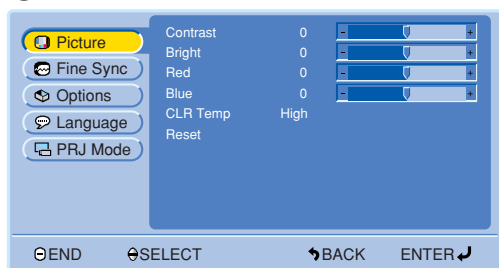 Picture
Fine Sync
Options
Language
PRJ Mode
Contrast 0 - +
Bright 0 - +
Red 0 - +
Blue 0 - +
CLR Temp High
Reset
END SELECT BACK ENTER